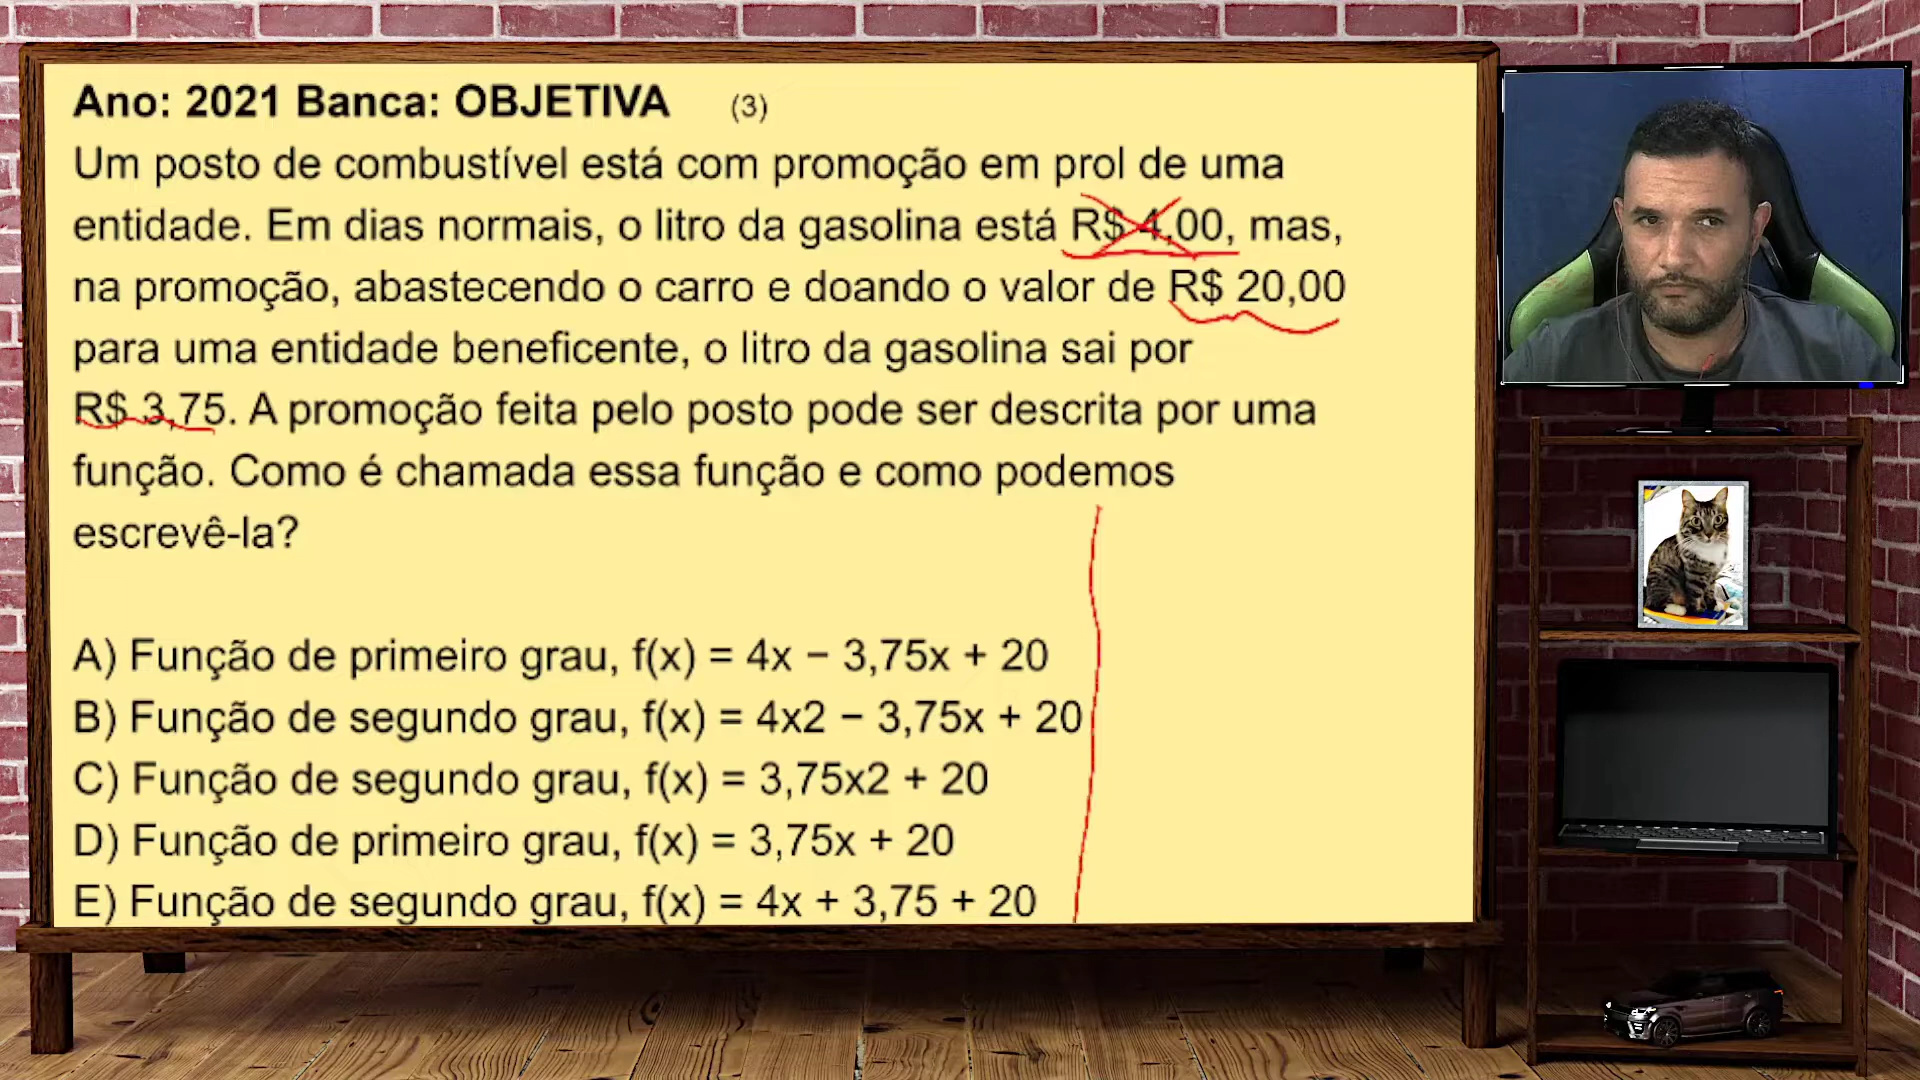 Ano: 2021 Banca: OBJETIVA (3)
Um posto de combustível está com promoção em prol de uma
entidade. Em dias normais, o litro da gasolina está R$ 4,00, mas,
na promoção, abastecendo o carro e doando o valor de R$ 20,00
para uma entidade beneficente, o litro da gasolina sai por
R$ 3,75. A promoção feita pelo posto pode ser descrita por uma
função. Como é chamada essa função e como podemos
escrevê-la?
A) Função de primeiro grau, f(x) = 4x − 3,75x + 20
B) Função de segundo grau, f(x) = 4x2 − 3,75x + 20
C) Função de segundo grau, f(x) = 3,75x2 + 20
D) Função de primeiro grau, f(x) = 3,75x + 20
E) Função de segundo grau, f(x) = 4x + 3,75 + 20